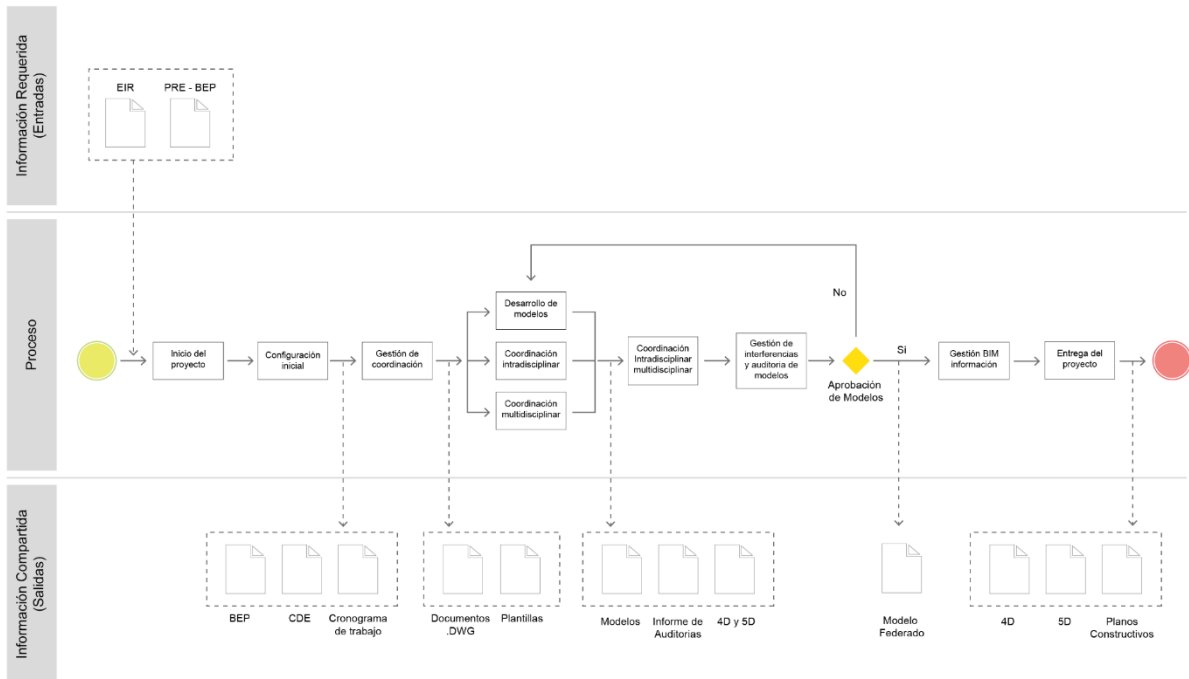 Información Requerida
(Entradas)
EIR
PRE - BEP
Proceso
Inicio del
proyecto
Configuración
inicial
Gestión de
coordinación
Desarrollo de
modelos
Coordinación
intradisciplinar
Coordinación
multidisciplinar
Coordinación
Intradisciplinar
multidisciplinar
Gestión de
interferencias
y auditoria de
modelos
No
Si
Aprobación
de Modelos
Gestión BIM
información
Entrega del
proyecto
Información Compartida
(Salidas)
BEP
CDE
Cronograma
de trabajo
Documentos
.DWG
Plantillas
Modelos
Informe de
Auditorias
4D y 5D
Modelo
Federado
4D
5D
Planos
Constructivos